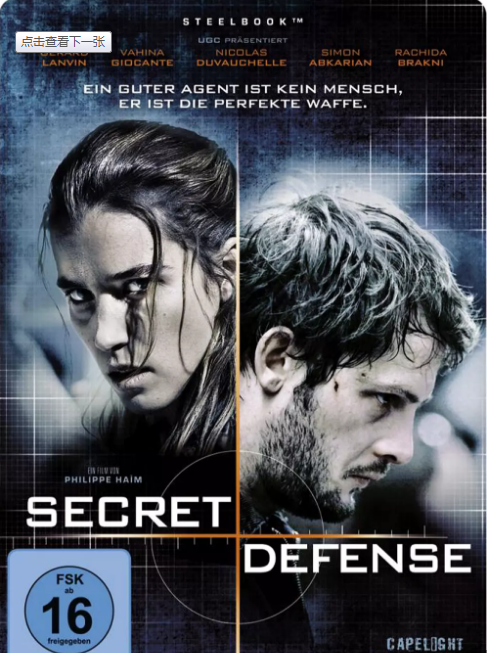 STEELBOOK™
UGC PRÄSENTIERT
点击查看下一张
VAHINA NICOLAS SIMON RACHIDA
LANVIN GIOCANTE DUVAUCHELLE ABKARIAN BRAKNI
EIN GUTER AGENT IST KEIN MENSCH,
ER IST DIE PERFEKTE WAFFE.
EIN FILM VON
PHILIPPE HAÏM
SECRET
DEFENSE
FSK
ab
16
freigegeben
CAPELIGHT